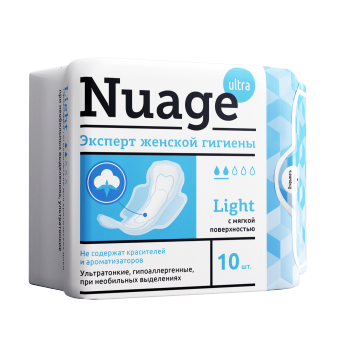 Nuage
ultra
Эксперт женской гигиены
Light
с мягкой
поверхностью
Не содержат красителей
и ароматизаторов
Ультратонкие, гипоаллергенные,
при необильных выделениях
10 шт.